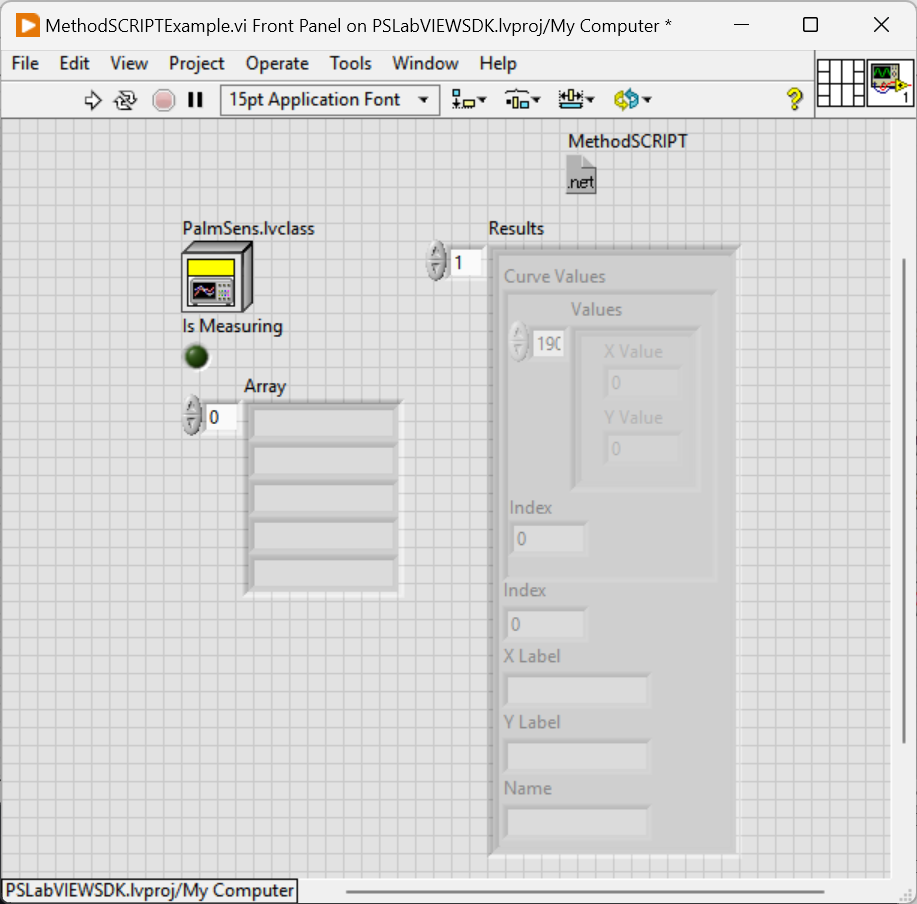 MethodSCRIPTExample.vi Front Panel on PSLabVIEWSDK.lvproj/My Computer *
File Edit View Project Operate Tools Window Help
15pt Application Font
?
1
MethodSCRIPT
.net
PalmSens.lvclass
Results
1
Curve Values
Is Measuring
Values
190
X Value
0
Array
0
Y Value
0
Index
0
Index
0
X Label
Y Label
Name
PSLabVIEWSDK.lvproj/My Computer